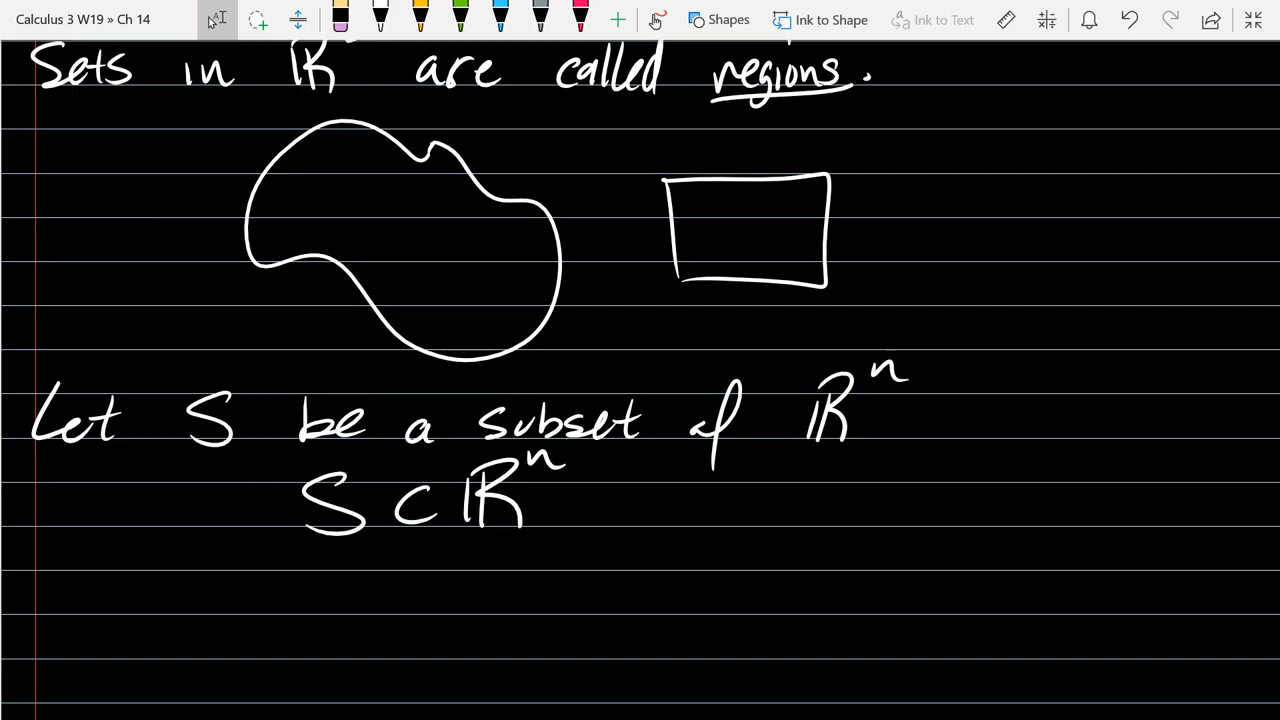 Calculus 3 W19 » Ch 14
Shapes
Ink to Shape
Ink to Text
Sets in ℝ are called regions.
Let S be a subset of ℝⁿ
S ⊂ ℝⁿ